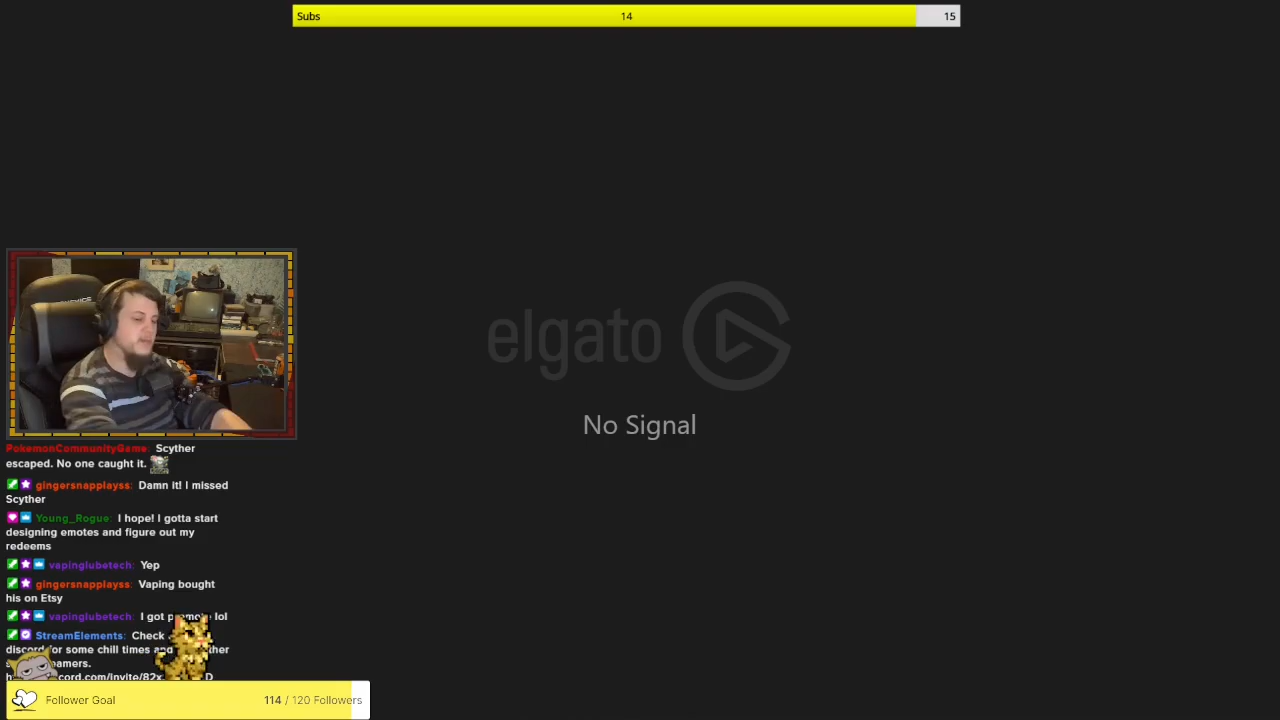 Subs 14 15
elgato
No Signal
PokemonCommunityGame: Scyther
escaped. No one caught it.
gingersnapplayss: Damn it! I missed
Scyther
Young_Rogue: I hope! I gotta start
designing emotes and figure out my
redeems
vapinglubetech: Yep
gingersnapplayss: Vaping bought
his on Etsy
vapinglubetech: I got lol
StreamElements: Check
discord for some chill times and
Follower Goal 114 / 120 Followers